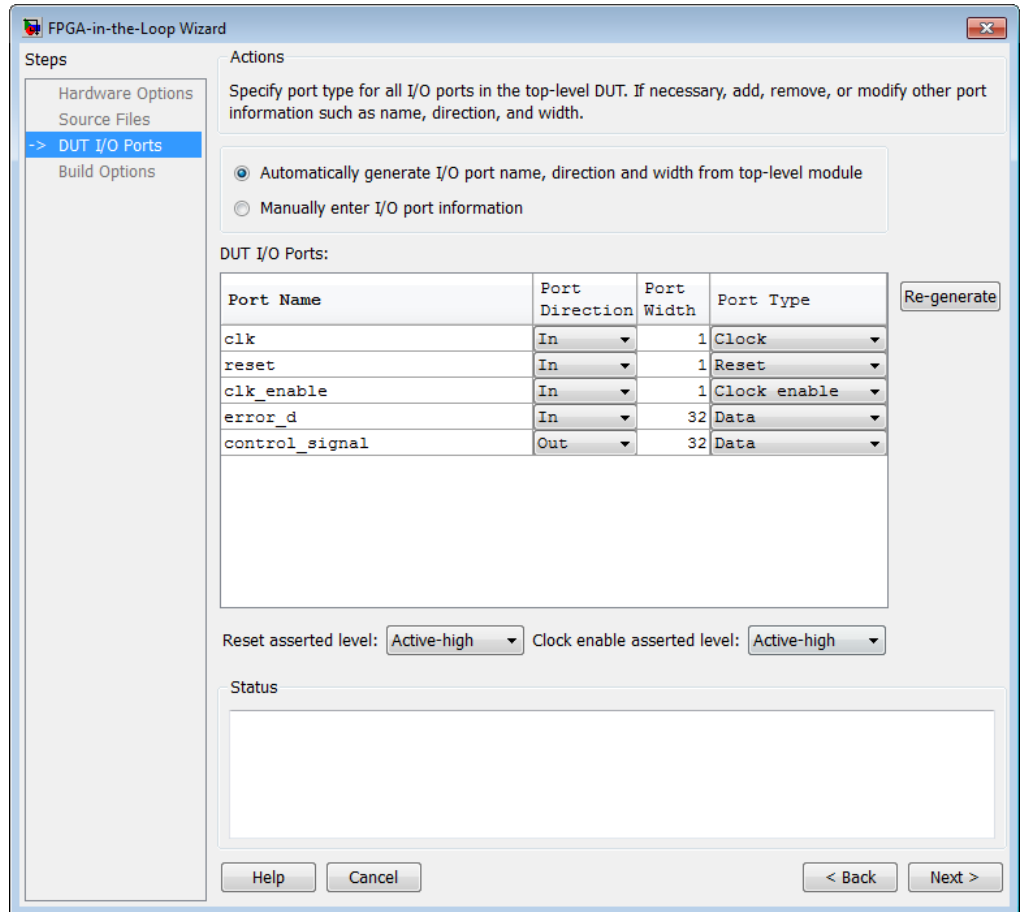 FPGA-in-the-Loop Wizard
Steps
Hardware Options
Source Files
-> DUT I/O Ports
Build Options
Actions
Specify port type for all I/O ports in the top-level DUT. If necessary, add, remove, or modify other port
information such as name, direction, and width.
Automatically generate I/O port name, direction and width from top-level module
Manually enter I/O port information
DUT I/O Ports:
Port Name Port Direction Port Width Port Type
clk In 1 Clock
reset In 1 Reset
clk_enable In 1 Clock enable
error_d In 32 Data
control_signal Out 32 Data
Re-generate
Reset asserted level: Active-high Clock enable asserted level: Active-high
Status
Help Cancel < Back Next >